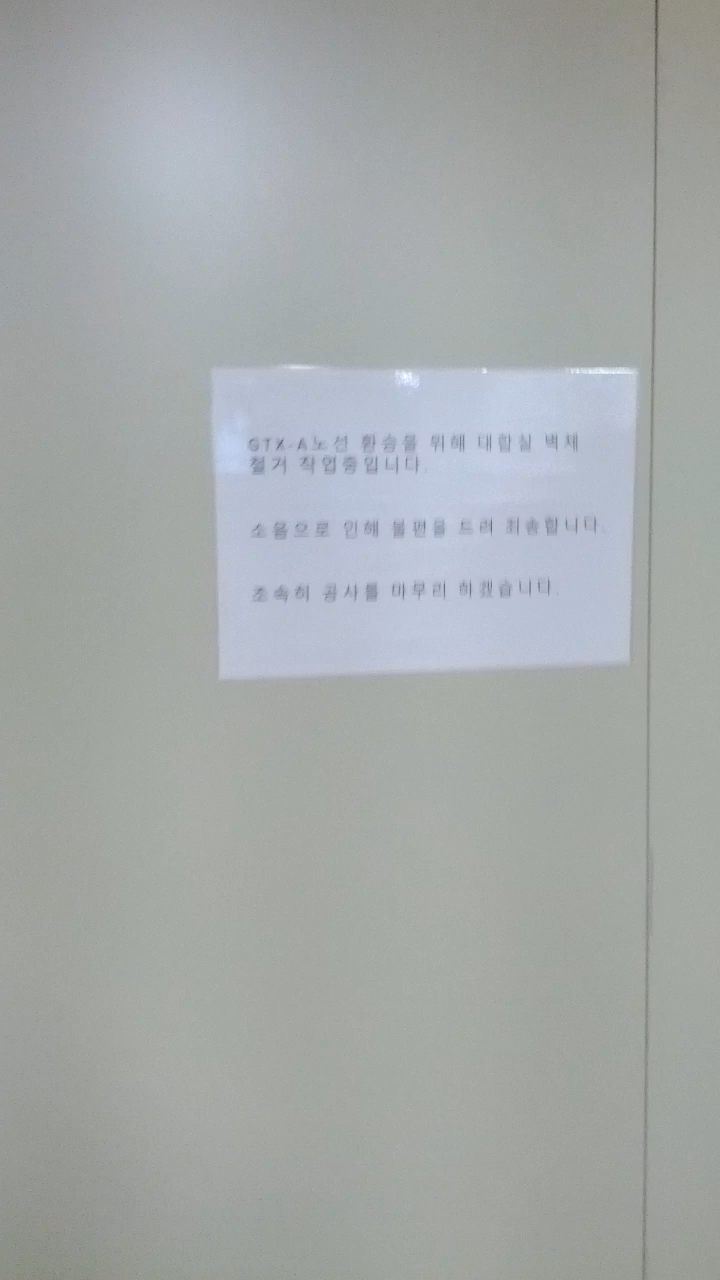 GTX-A노선 환승을 위해 대합실 벽체
철거 작업중입니다.
소음으로 인해 불편을 드려 죄송합니다.
조속히 공사를 마무리 하겠습니다.